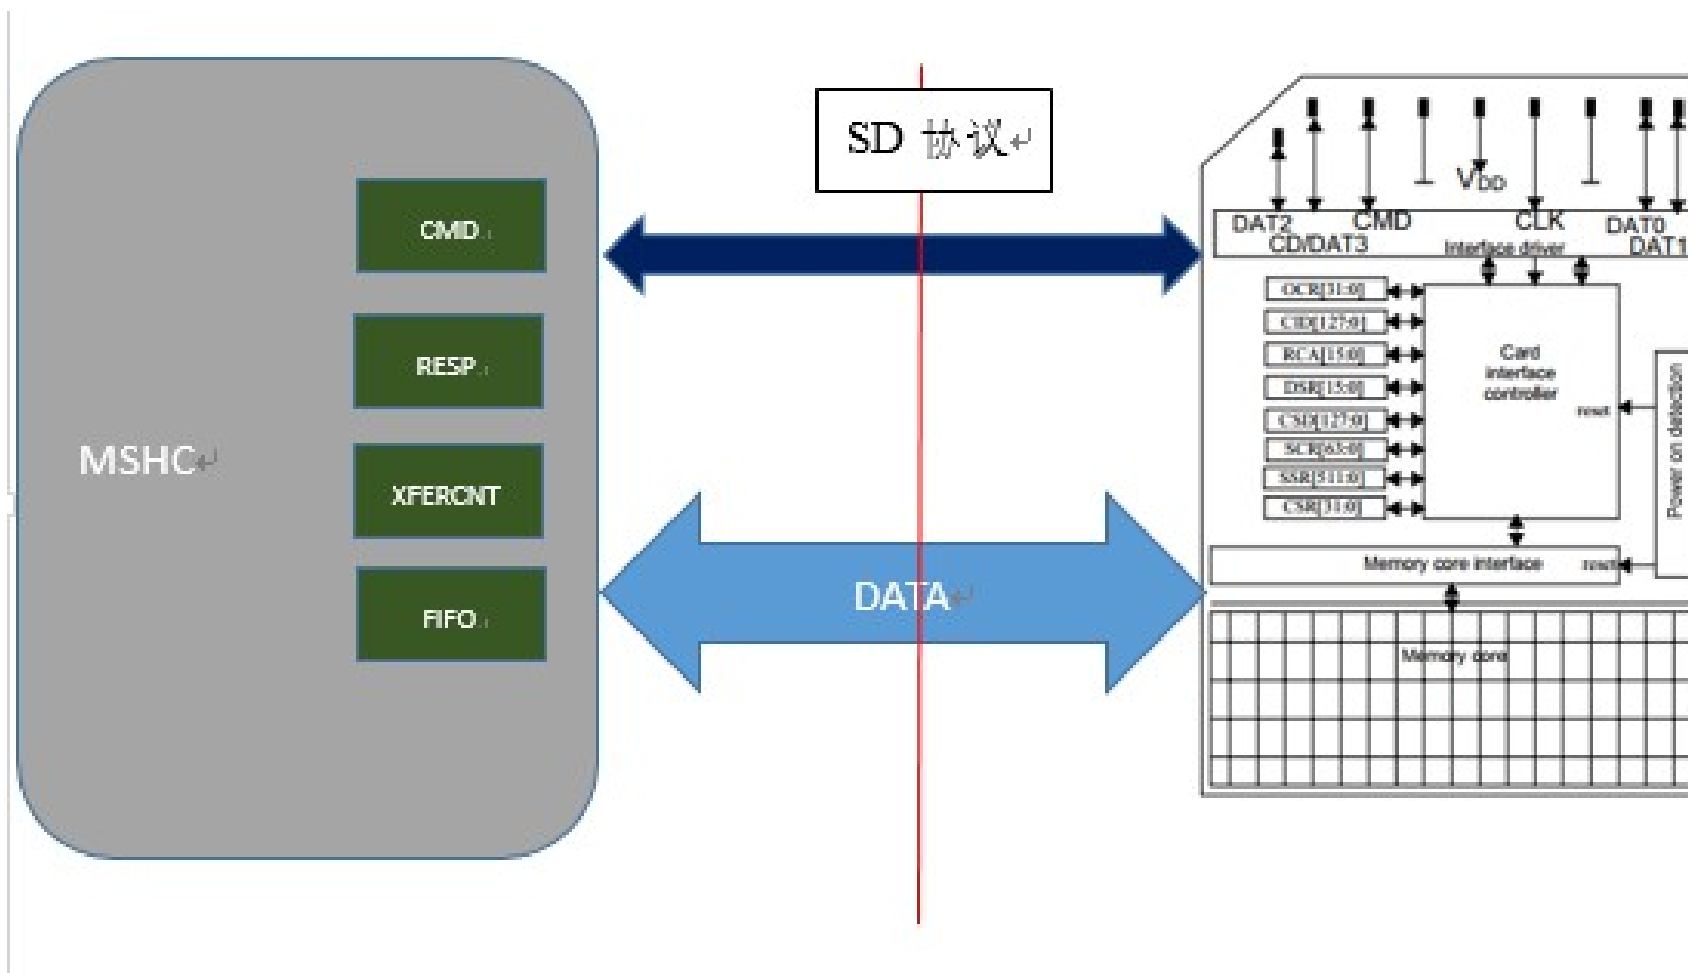 SD 协议
CMD
RESP
MSHC
XFERCNT
FIFO
DATA
VDD
DAT2
CD/DAT3
CMD
CLK
DAT0
DAT1
Interface driver
OCR[31:0]
CID[127:0]
RCA[15:0]
DSR[15:0]
CSD[127:0]
SCR[63:0]
SSR[511:0]
CSR[31:0]
Card
interface
controller
reset
Power on detection
Memory core interface
reset
Memory core